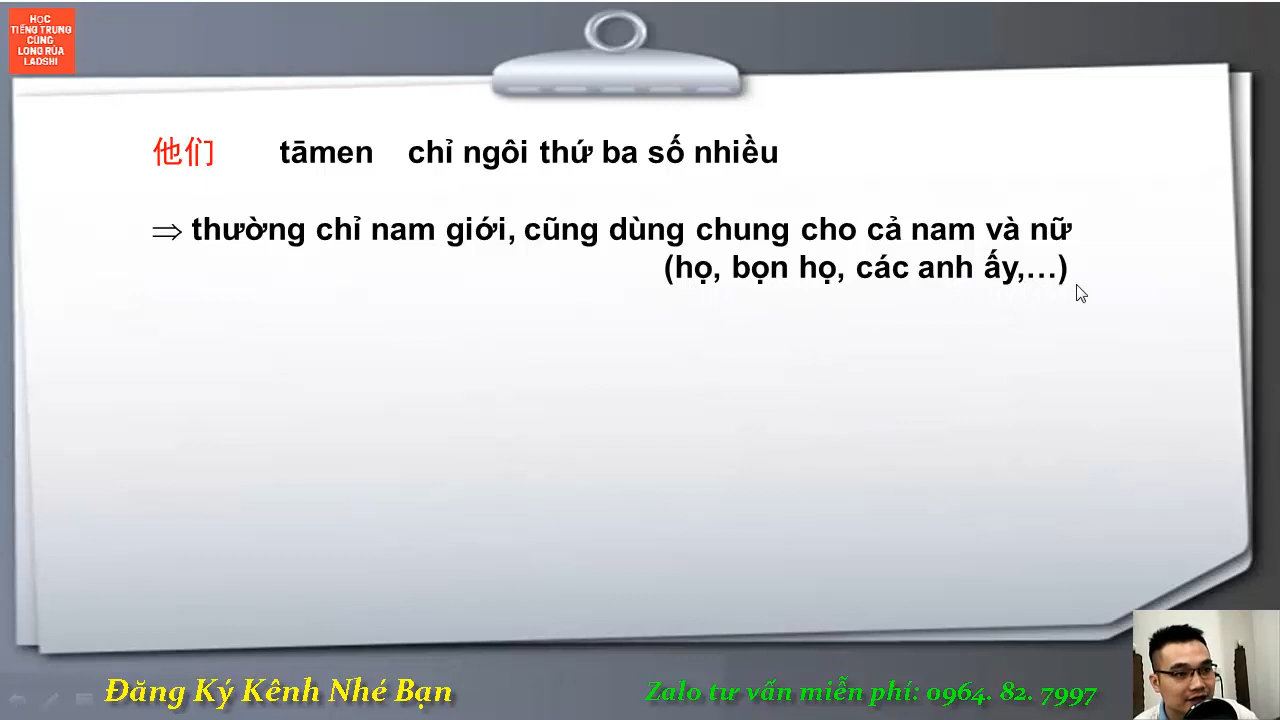 HỌC
TIẾNG TRUNG
CÙNG
LONG RÙA
LADSHI
他们 tāmen chỉ ngôi thứ ba số nhiều
⇒ thường chỉ nam giới, cũng dùng chung cho cả nam và nữ
(họ, bọn họ, các anh ấy,…)
Đăng Ký Kênh Nhé Bạn
Zalo tư vấn miễn phí: 0964. 82. 7997